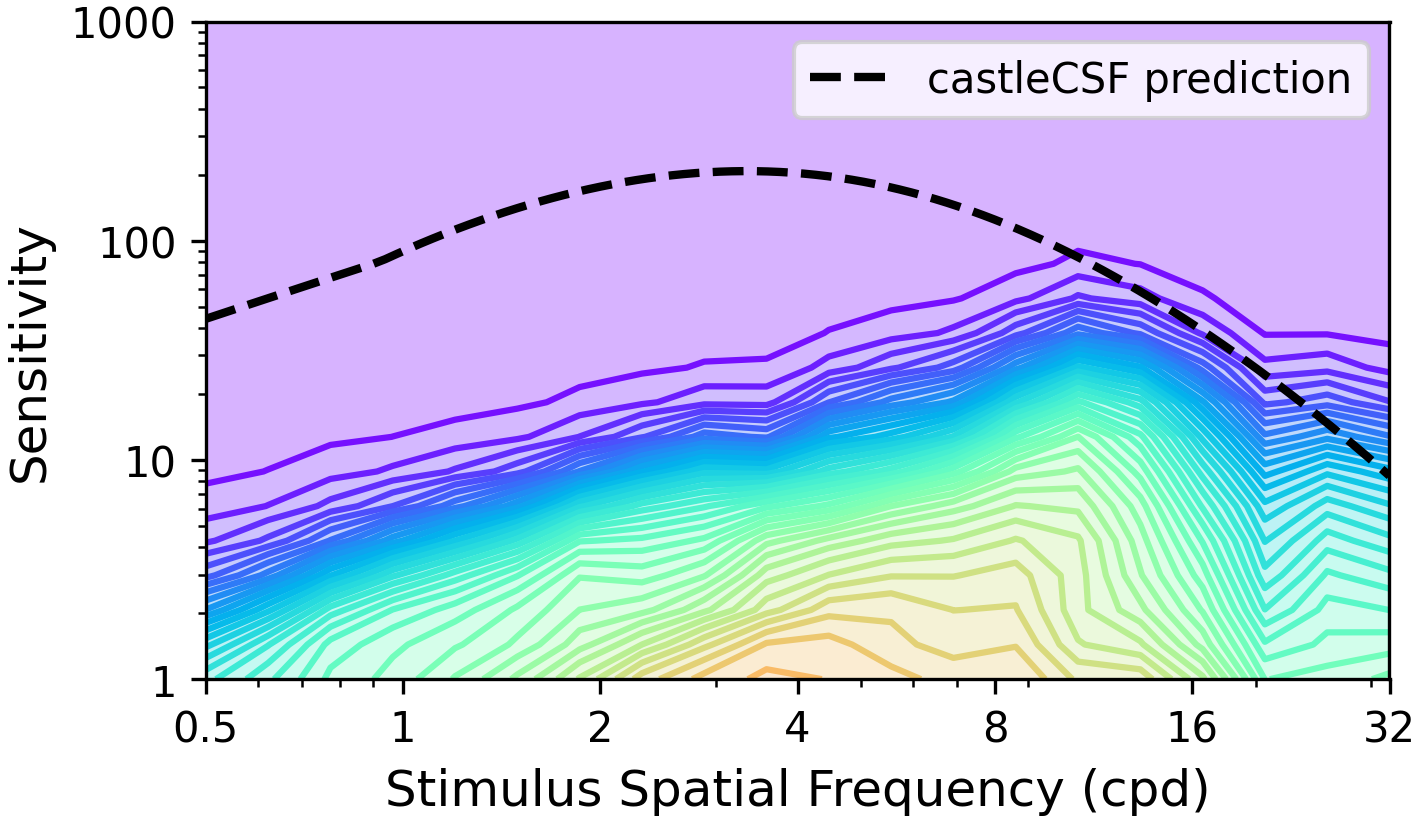 1000
100
10
1
Sensitivity
castleCSF prediction
0.5 1 2 4 8 16 32
Stimulus Spatial Frequency (cpd)